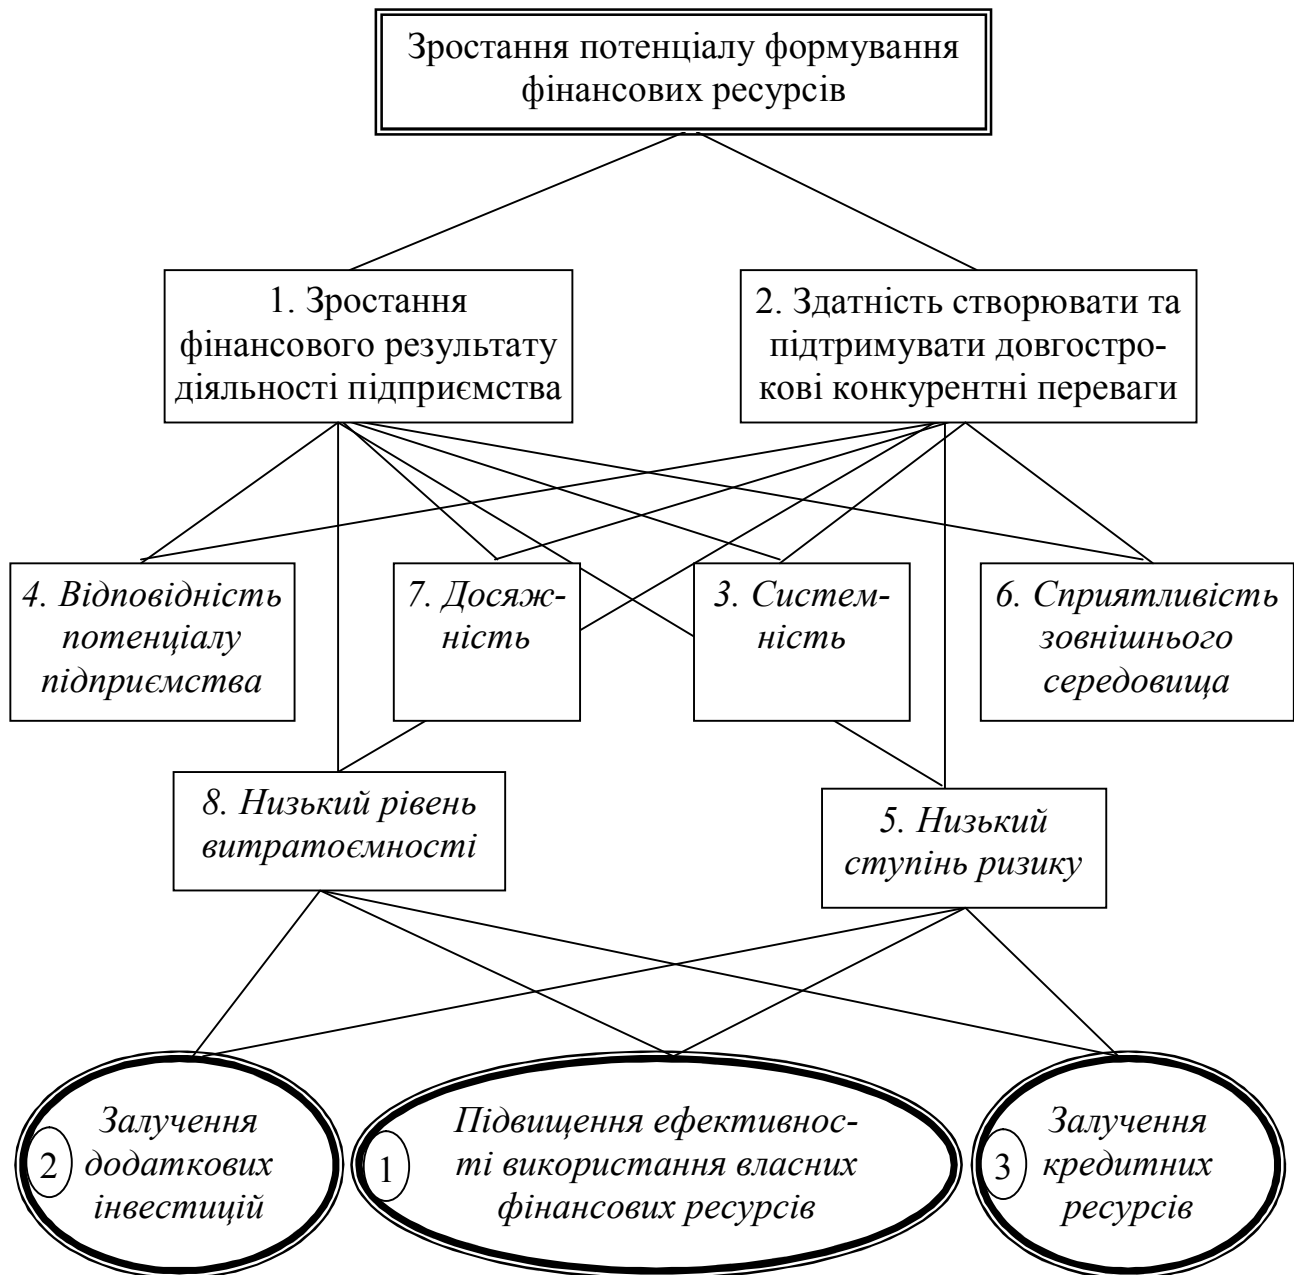 Зростання потенціалу формування
фінансових ресурсів
1. Зростання
фінансового результату
діяльності підприємства
2. Здатність створювати та
підтримувати довгостро-
кові конкурентні переваги
4. Відповідність
потенціалу
підприємства
7. Досяж-
ність
3. Систем-
ність
6. Сприятливість
зовнішнього
середовища
8. Низький рівень
витратоємності
5. Низький
ступінь ризику
2
Залучення
додаткових
інвестицій
1
Підвищення ефективнос-
ті використання власних
фінансових ресурсів
3
Залучення
кредитних
ресурсів